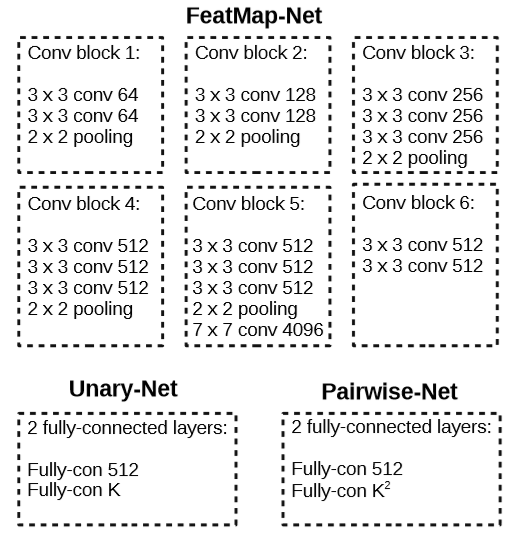 FeatMap-Net
Conv block 1:
3 x 3 conv 64
3 x 3 conv 64
2 x 2 pooling
Conv block 2:
3 x 3 conv 128
3 x 3 conv 128
2 x 2 pooling
Conv block 3:
3 x 3 conv 256
3 x 3 conv 256
3 x 3 conv 256
2 x 2 pooling
Conv block 4:
3 x 3 conv 512
3 x 3 conv 512
3 x 3 conv 512
2 x 2 pooling
Conv block 5:
3 x 3 conv 512
3 x 3 conv 512
3 x 3 conv 512
2 x 2 pooling
7 x 7 conv 4096
Conv block 6:
3 x 3 conv 512
3 x 3 conv 512
Unary-Net
2 fully-connected layers:
Fully-con 512
Fully-con K
Pairwise-Net
2 fully-connected layers:
Fully-con 512
Fully-con K²